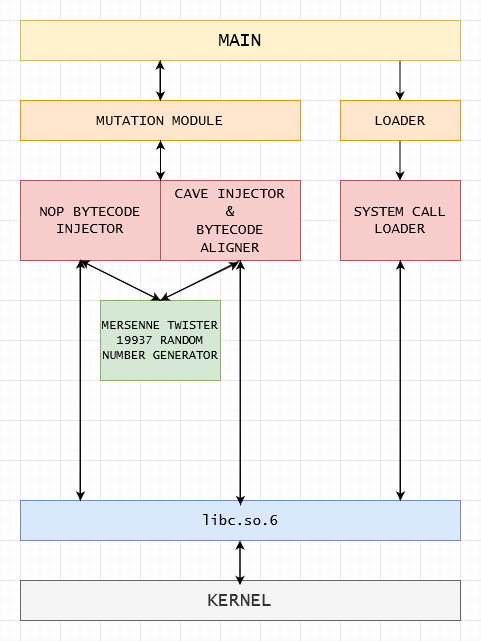 MAIN
MUTATION MODULE
LOADER
NOP BYTECODE
INJECTOR
CAVE INJECTOR
&
BYTECODE
ALIGNER
SYSTEM CALL
LOADER
MERSENNE TWISTER
19937 RANDOM
NUMBER GENERATOR
libc.so.6
KERNEL